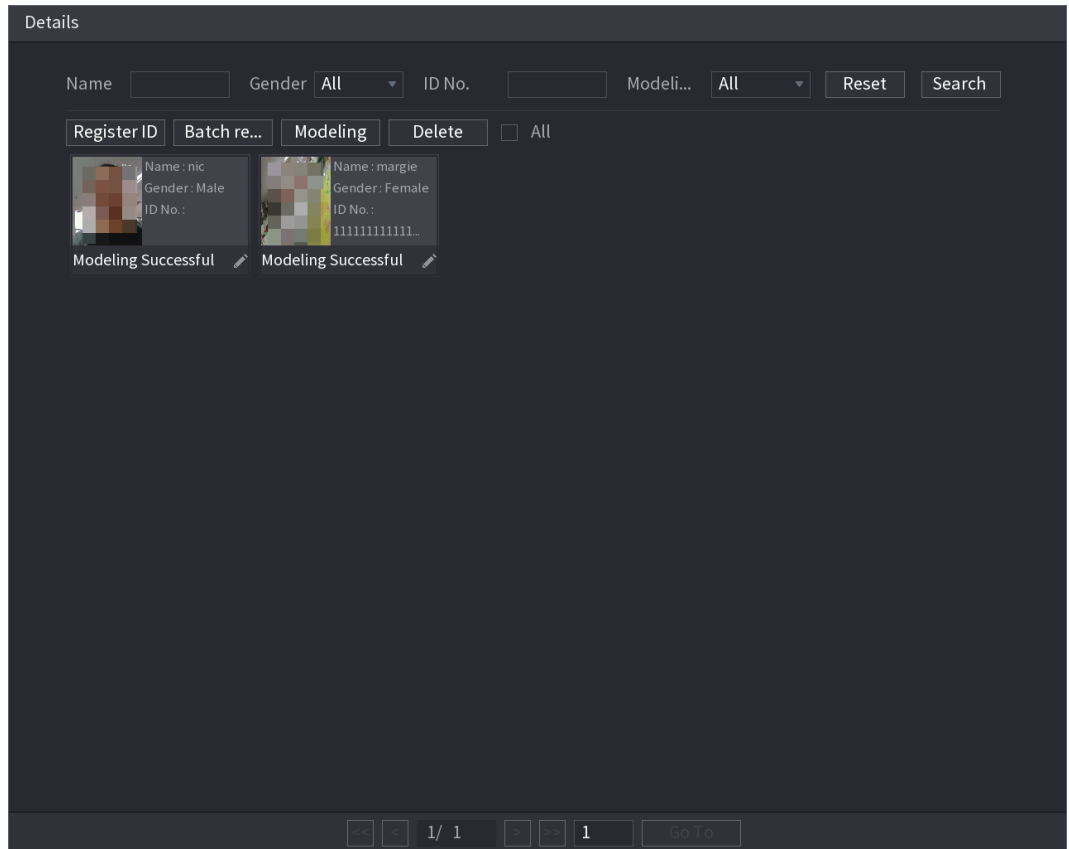 Details
Name Gender All ID No. Modeli... All Reset Search
Register ID Batch re... Modeling Delete All
Name : nic
Gender : Male
ID No. :
Modeling Successful
Name : margie
Gender : Female
ID No. :
111111111111...
Modeling Successful
<< < 1/ 1 > >> 1 Go To